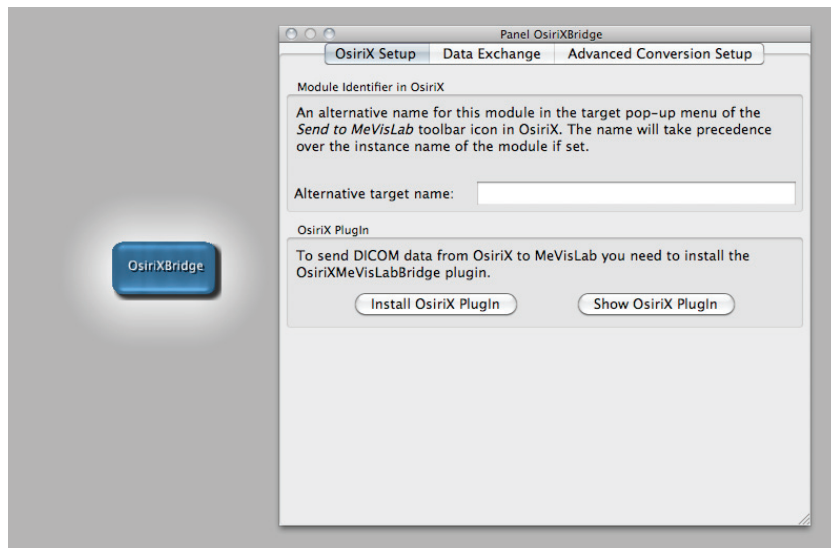 Panel OsiriXBridge
OsiriX Setup Data Exchange Advanced Conversion Setup
Module Identifier in OsiriX
An alternative name for this module in the target pop-up menu of the
Send to MeVisLab toolbar icon in OsiriX. The name will take precedence
over the instance name of the module if set.
Alternative target name:
OsiriXBridge
OsiriX PlugIn
To send DICOM data from OsiriX to MeVisLab you need to install the
OsiriXMeVisLabBridge plugin.
Install OsiriX PlugIn Show OsiriX PlugIn